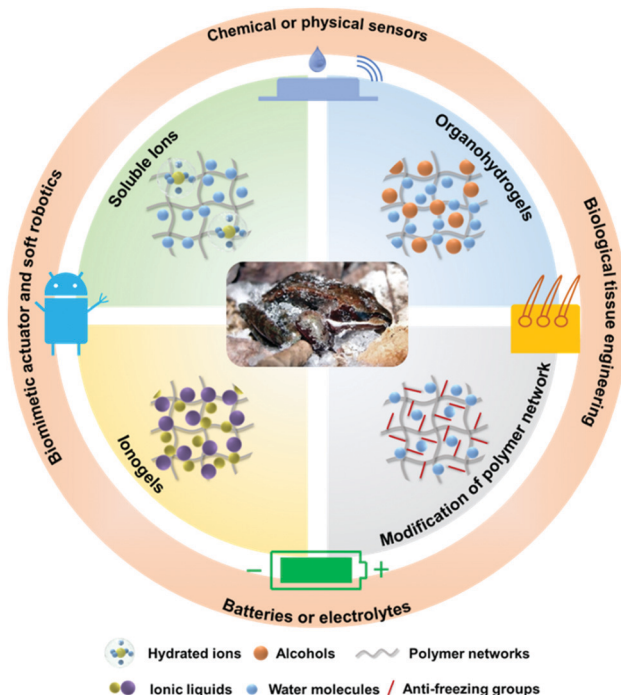 Chemical or physical sensors
Soluble Ions
Organohydrogels
Biomimetic actuator and soft robotics
Biological tissue engineering
Ionogels
Modification of polymer network
− +
Batteries or electrolytes
Hydrated ions Alcohols Polymer networks
Ionic liquids Water molecules Anti-freezing groups